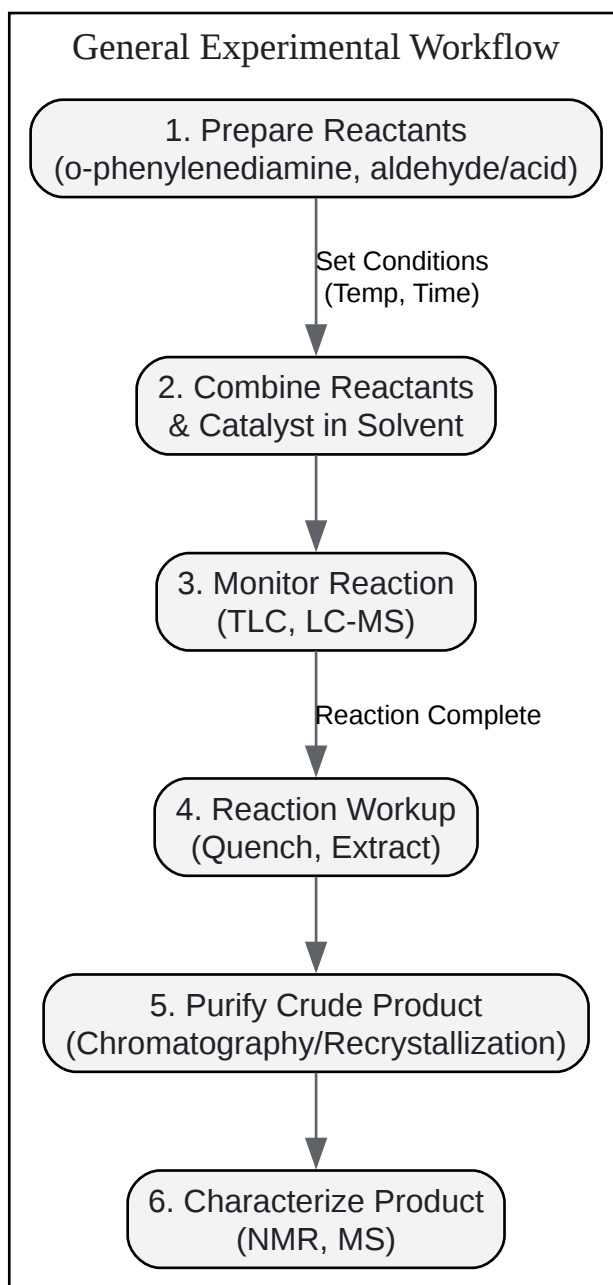 General Experimental Workflow
1. Prepare Reactants
(o-phenylenediamine, aldehyde/acid)
Set Conditions
(Temp, Time)
2. Combine Reactants
& Catalyst in Solvent
3. Monitor Reaction
(TLC, LC-MS)
Reaction Complete
4. Reaction Workup
(Quench, Extract)
5. Purify Crude Product
(Chromatography/Recrystallization)
6. Characterize Product
(NMR, MS)